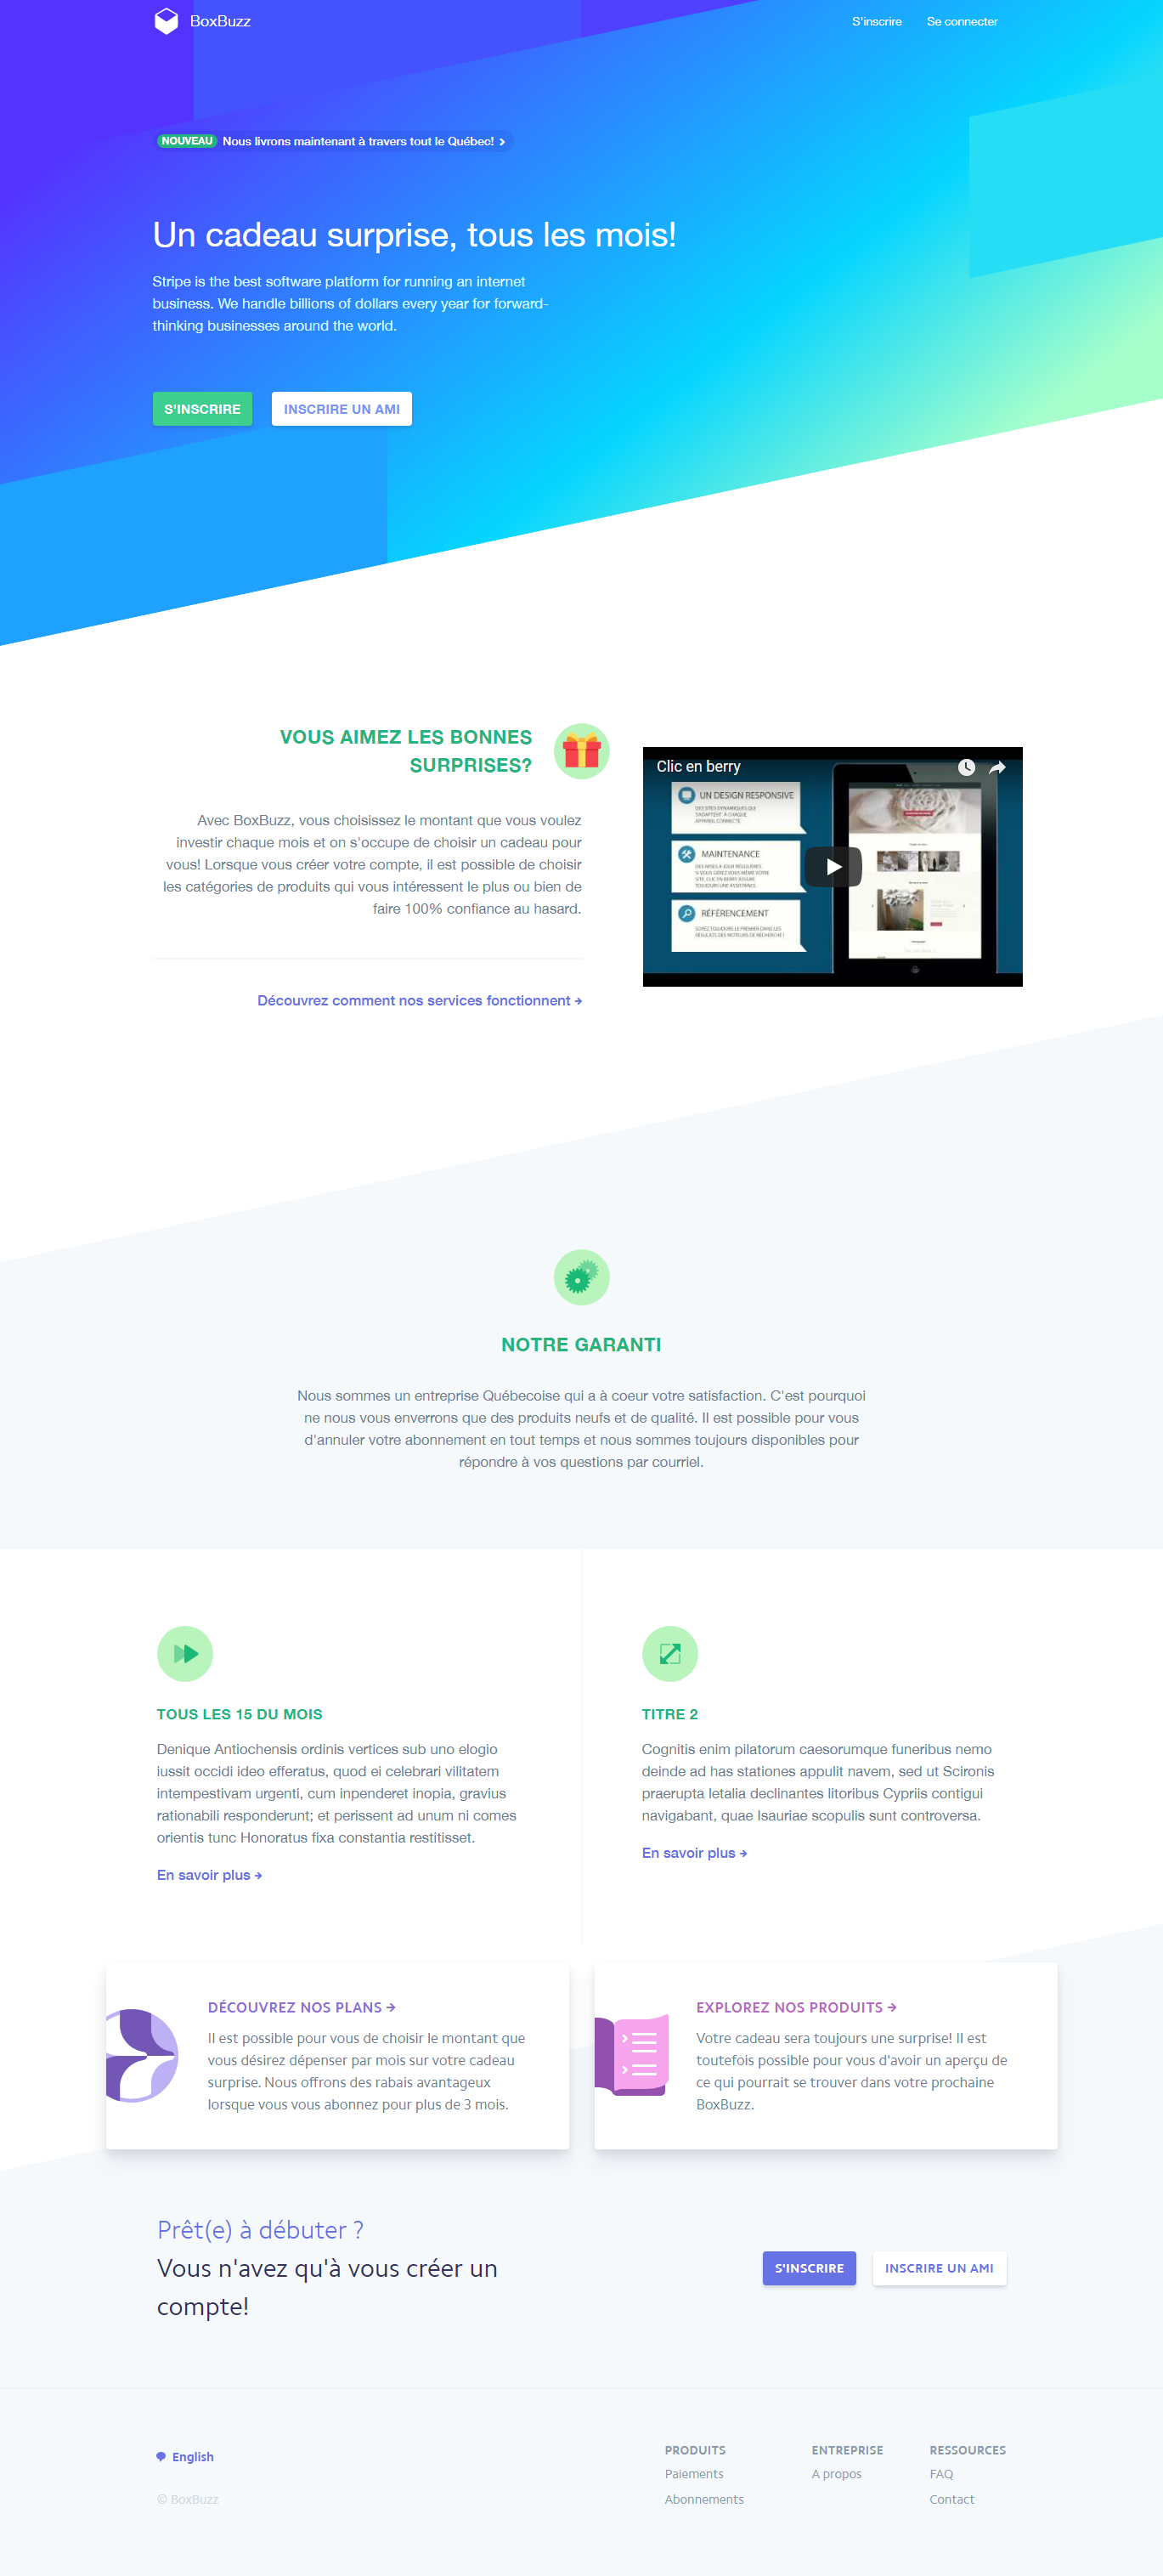 BoxBuzz
S'inscrire
Se connecter
NOUVEAU Nous livrons maintenant à travers tout le Québec!
Un cadeau surprise, tous les mois!
Stripe is the best software platform for running an internet
business. We handle billions of dollars every year for forward-
thinking businesses around the world.
S'INSCRIRE
INSCRIRE UN AMI
VOUS AIMEZ LES BONNES
SURPRISES?
Avec BoxBuzz, vous choisissez le montant que vous voulez
investir chaque mois et on s'occupe de choisir un cadeau pour
vous! Lorsque vous créer votre compte, il est possible de choisir
les catégories de produits qui vous intéressent le plus ou bien de
faire 100% confiance au hasard.
Découvrez comment nos services fonctionnent →
Clic en berry
UN DESIGN RESPONSIVE
DES SITES DYNAMIQUES QUI
S'ADAPTENT À CHAQUE
APPAREIL CONNECTÉ
MAINTENANCE
RÉFÉRENCEMENT
NOTRE GARANTI
Nous sommes un entreprise Québecoise qui a à coeur votre satisfaction. C'est pourquoi
ne nous vous enverrons que des produits neufs et de qualité. Il est possible pour vous
d'annuler votre abonnement en tout temps et nous sommes toujours disponibles pour
répondre à vos questions par courriel.
TOUS LES 15 DU MOIS
Denique Antiochensis ordinis vertices sub uno elogio
iussit occidi ideo efferatus, quod ei celebrari vilitatem
intempestivam urgenti, cum inpenderet inopia, gravius
rationabili responderunt; et perissent ad unum ni comes
orientis tunc Honoratus fixa constantia restitisset.
En savoir plus →
TITRE 2
Cognitis enim pilatorum caesorumque funeribus nemo
deinde ad has stationes appulit navem, sed ut Scironis
praerupta letalia declinantes litoribus Cypriis contigui
navigabant, quae Isauriae scopulis sunt controversa.
En savoir plus →
DÉCOUVREZ NOS PLANS →
Il est possible pour vous de choisir le montant que
vous désirez dépenser par mois sur votre cadeau
surprise. Nous offrons des rabais avantageux
lorsque vous vous abonnez pour plus de 3 mois.
EXPLOREZ NOS PRODUITS →
Votre cadeau sera toujours une surprise! Il est
toutefois possible pour vous d'avoir un aperçu de
ce qui pourrait se trouver dans votre prochaine
BoxBuzz.
Prêt(e) à débuter ?
Vous n'avez qu'à vous créer un
compte!
S'INSCRIRE
INSCRIRE UN AMI
English
© BoxBuzz
PRODUITS
Paiements
Abonnements
ENTREPRISE
A propos
RESSOURCES
FAQ
Contact